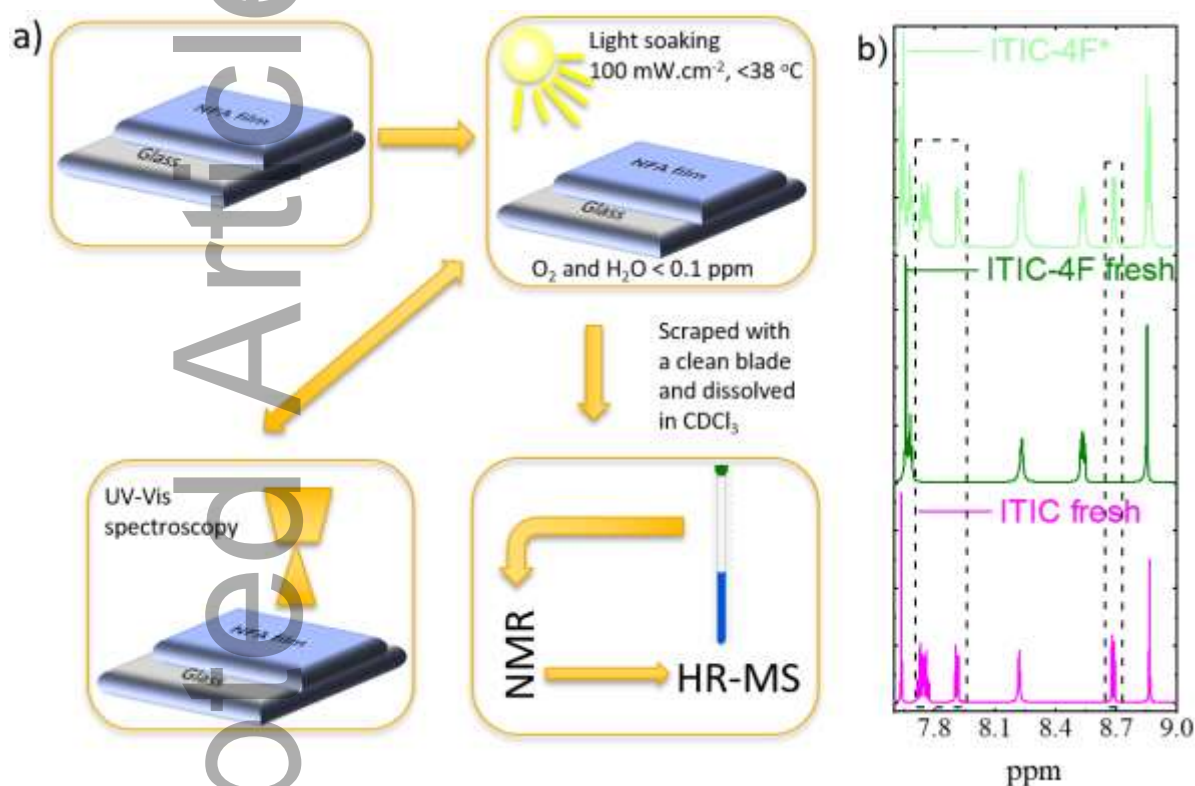 a)
NFA film
Glass
Light soaking
100 mW.cm⁻², <38 °C
NFA film
Glass
O₂ and H₂O < 0.1 ppm
Scraped with
a clean blade
and dissolved
in CDCl₃
UV-Vis
spectroscopy
NFA film
Glass
NMR
HR-MS
b)
ITIC-4F*
ITIC-4F fresh
ITIC fresh
7.8 8.1 8.4 8.7 9.0
ppm
pted Article